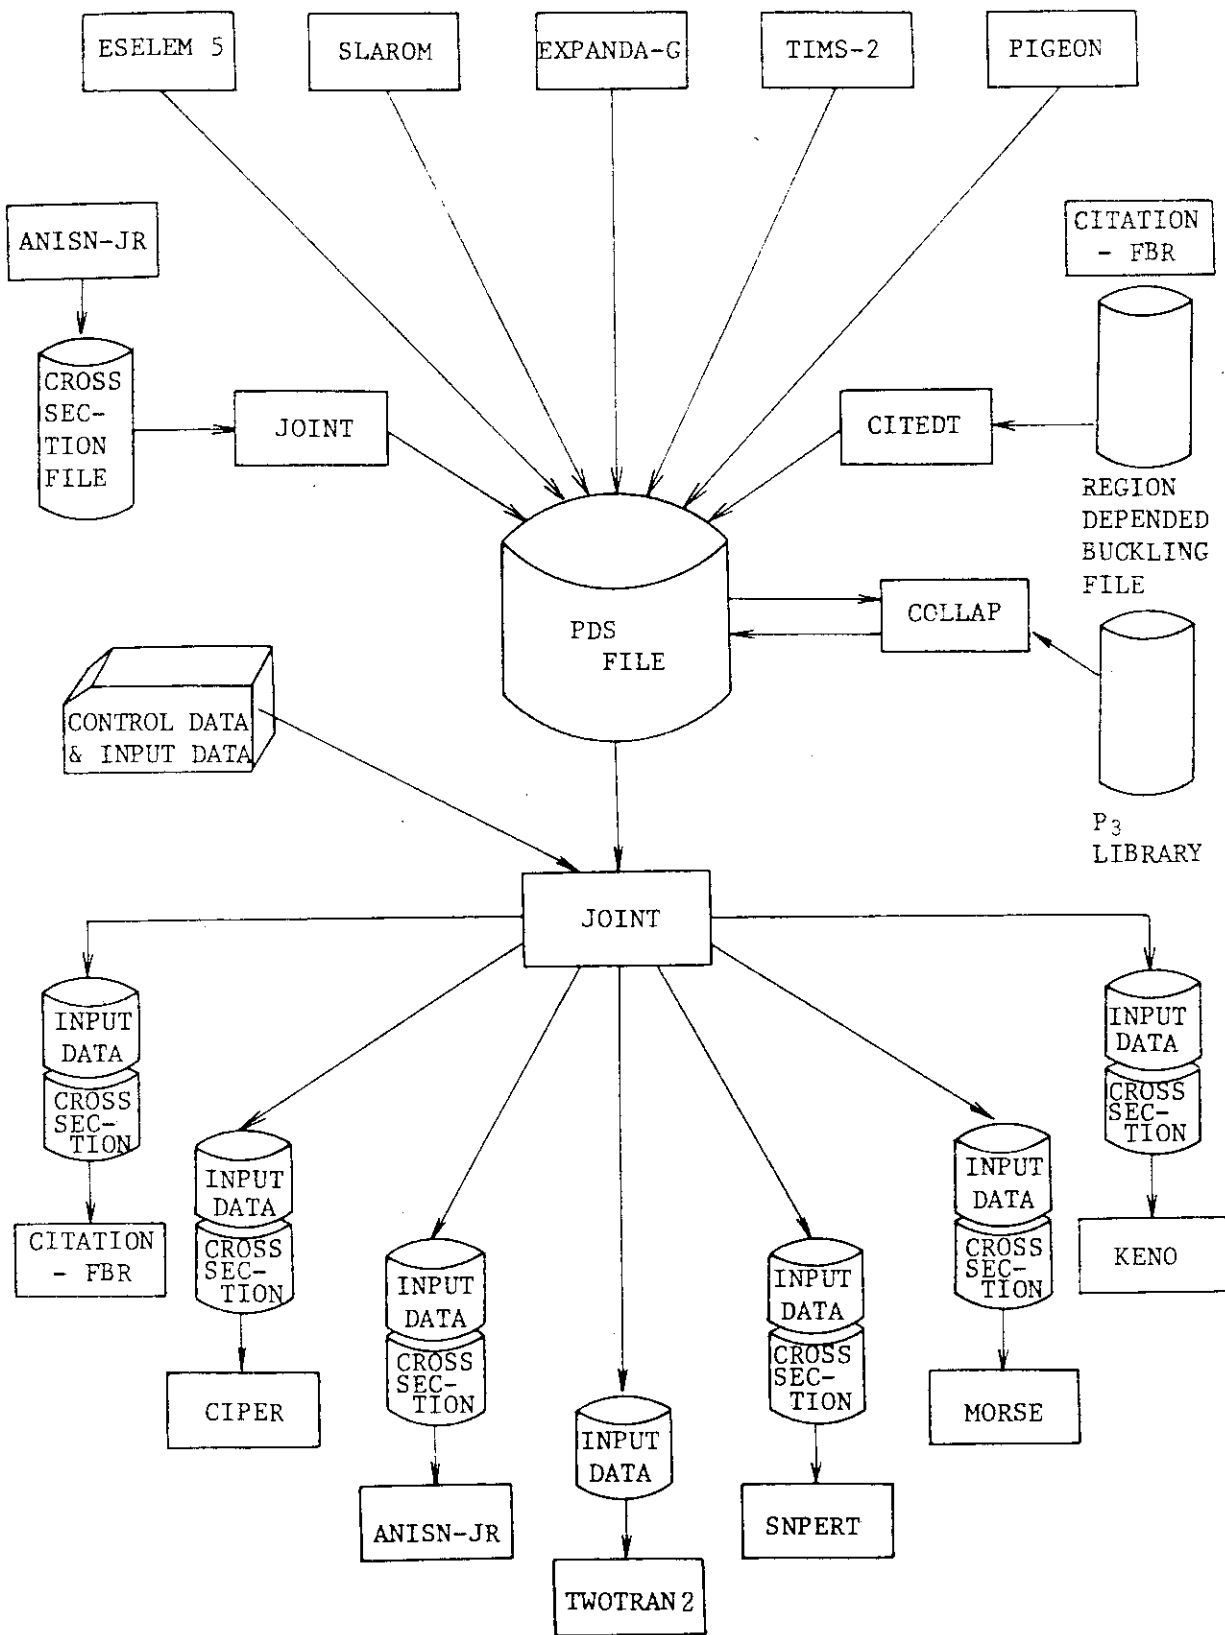 ESELEM 5
SLAROM
EXPANDA-G
TIMS-2
PIGEON
ANISN-JR
CITATION
- FBR
CROSS
SEC-
TION
FILE
JOINT
CITEDT
REGION
DEPENDED
BUCKLING
FILE
PDS
FILE
COLLAP
CONTROL DATA
& INPUT DATA
P3
LIBRARY
JOINT
INPUT
DATA
CROSS
SEC-
TION
CITATION
- FBR
INPUT
DATA
CROSS
SEC-
TION
CIPER
INPUT
DATA
CROSS
SEC-
TION
ANISN-JR
INPUT
DATA
TWOTRAN 2
INPUT
DATA
CROSS
SEC-
TION
SNPERT
INPUT
DATA
CROSS
SEC-
TION
MORSE
INPUT
DATA
CROSS
SEC-
TION
KENO